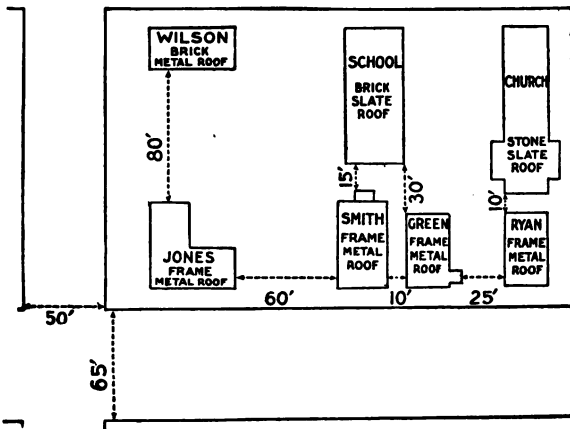 WILSON
BRICK
METAL ROOF
SCHOOL
BRICK
SLATE
ROOF
CHURCH
STONE
SLATE
ROOF
80'
15'
30'
10'
JONES
FRAME
METAL ROOF
SMITH
FRAME
METAL
ROOF
GREEN
FRAME
METAL
ROOF
RYAN
FRAME
METAL
ROOF
60'
10'
25'
50'
65'